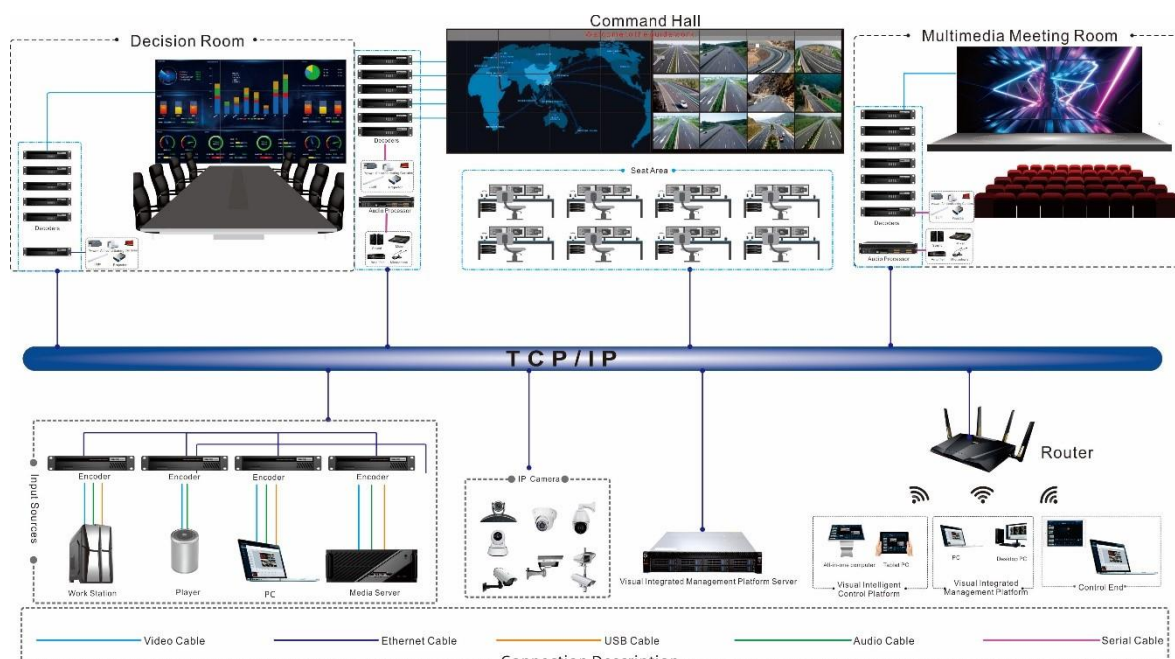 Command Hall
Decision Room
Multimedia Meeting Room
Decoders
Audio Processor
Seat Area
Decoders
Decoders
Audio Processor
TCP/IP
Input Sources
Encoder
Encoder
Encoder
Encoder
Work Station
Player
PC
Media Server
IP Camera
Visual Integrated Management Platform Server
Router
All-in-one computer
Tablet PC
Visual Intelligent
Control Platform
PC
Desktop PC
Visual Integrated
Management Platform
Control End
Video Cable
Ethernet Cable
USB Cable
Audio Cable
Serial Cable
Connection Description